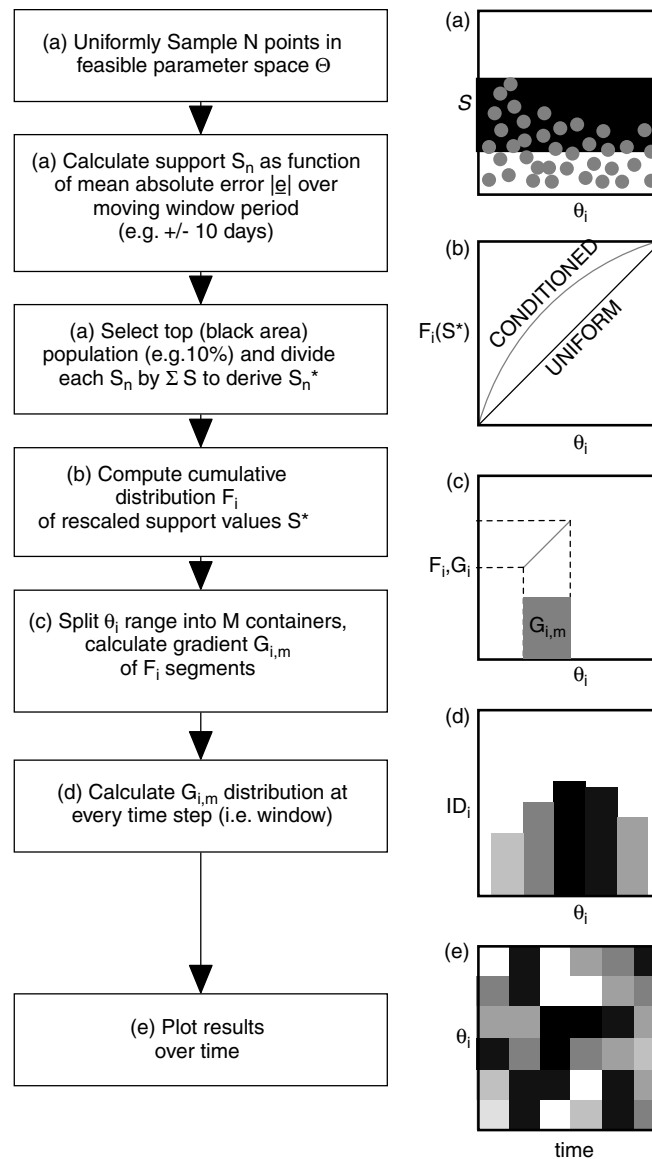 (a) Uniformly Sample N points in
feasible parameter space Θ
(a) Calculate support Sn as function
of mean absolute error |e| over
moving window period
(e.g. +/- 10 days)
(a) Select top (black area)
population (e.g.10%) and divide
each Sn by Σ S to derive Sn*
(b) Compute cumulative
distribution Fi
of rescaled support values S*
(c) Split θi range into M containers,
calculate gradient Gi,m
of Fi segments
(d) Calculate Gi,m distribution at
every time step (i.e. window)
(e) Plot results
over time
(a)
S
θi
(b)
Fi(S*)
CONDITIONED
UNIFORM
θi
(c)
Fi,Gi
Gi,m
θi
(d)
IDi
θi
(e)
θi
time